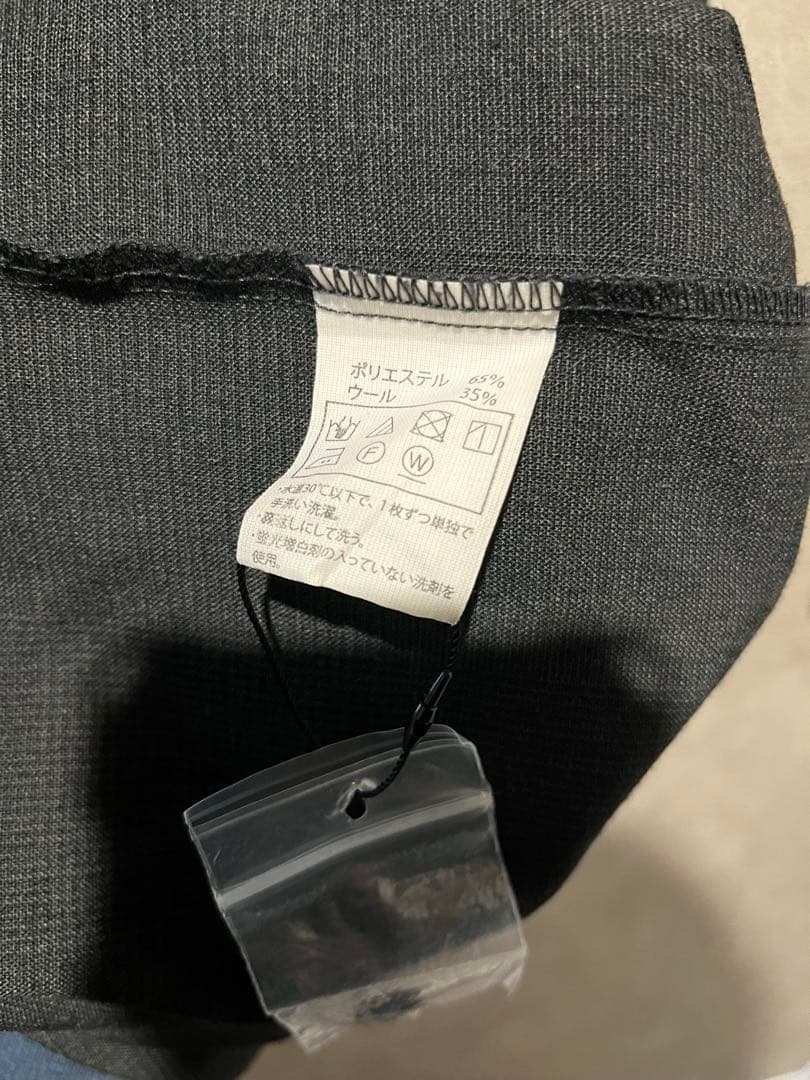 ポリエステル 65%
ウール 35%
F W
・水温30℃以下で、1枚ずつ単独で
手洗い洗濯。
・裏返しにして洗う。
・蛍光増白剤の入っていない洗剤を
使用。